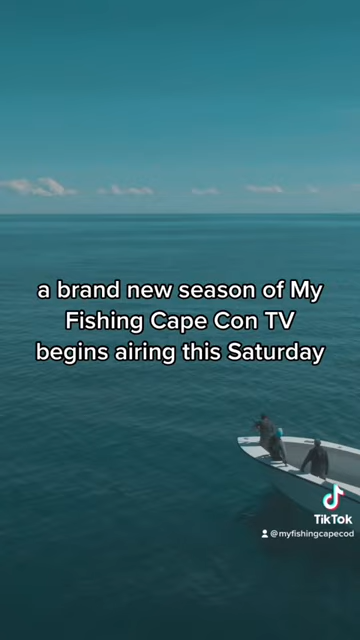 a brand new season of My
Fishing Cape Con TV
begins airing this Saturday
TikTok
@myfishingcapecod